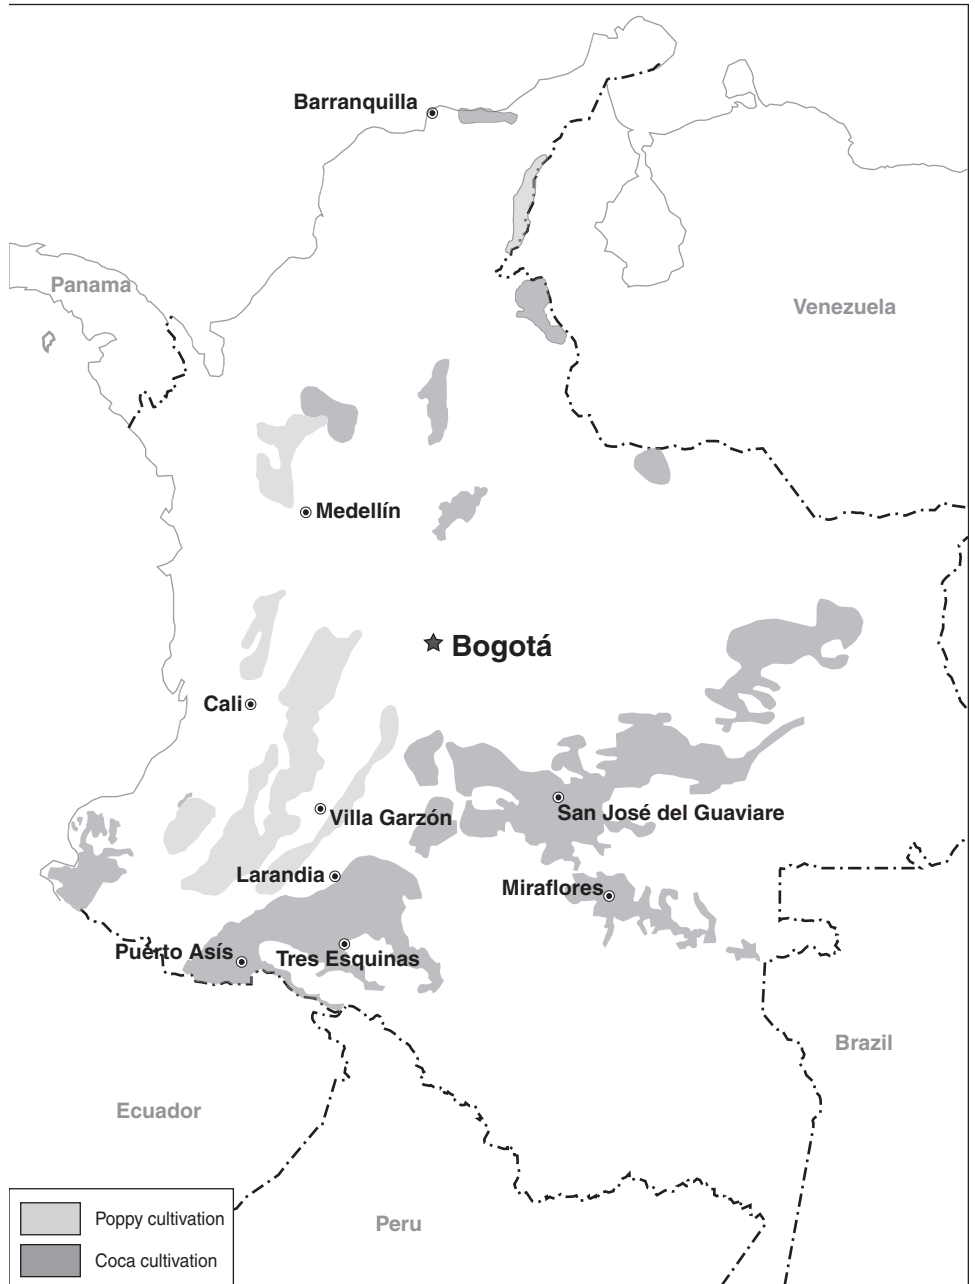 Barranquilla
Panama
Venezuela
Medellín
Bogotá
Cali
Villa Garzón
San José del Guaviare
Larandia
Miraflores
Puerto Asís
Tres Esquinas
Brazil
Ecuador
Peru
Poppy cultivation
Coca cultivation